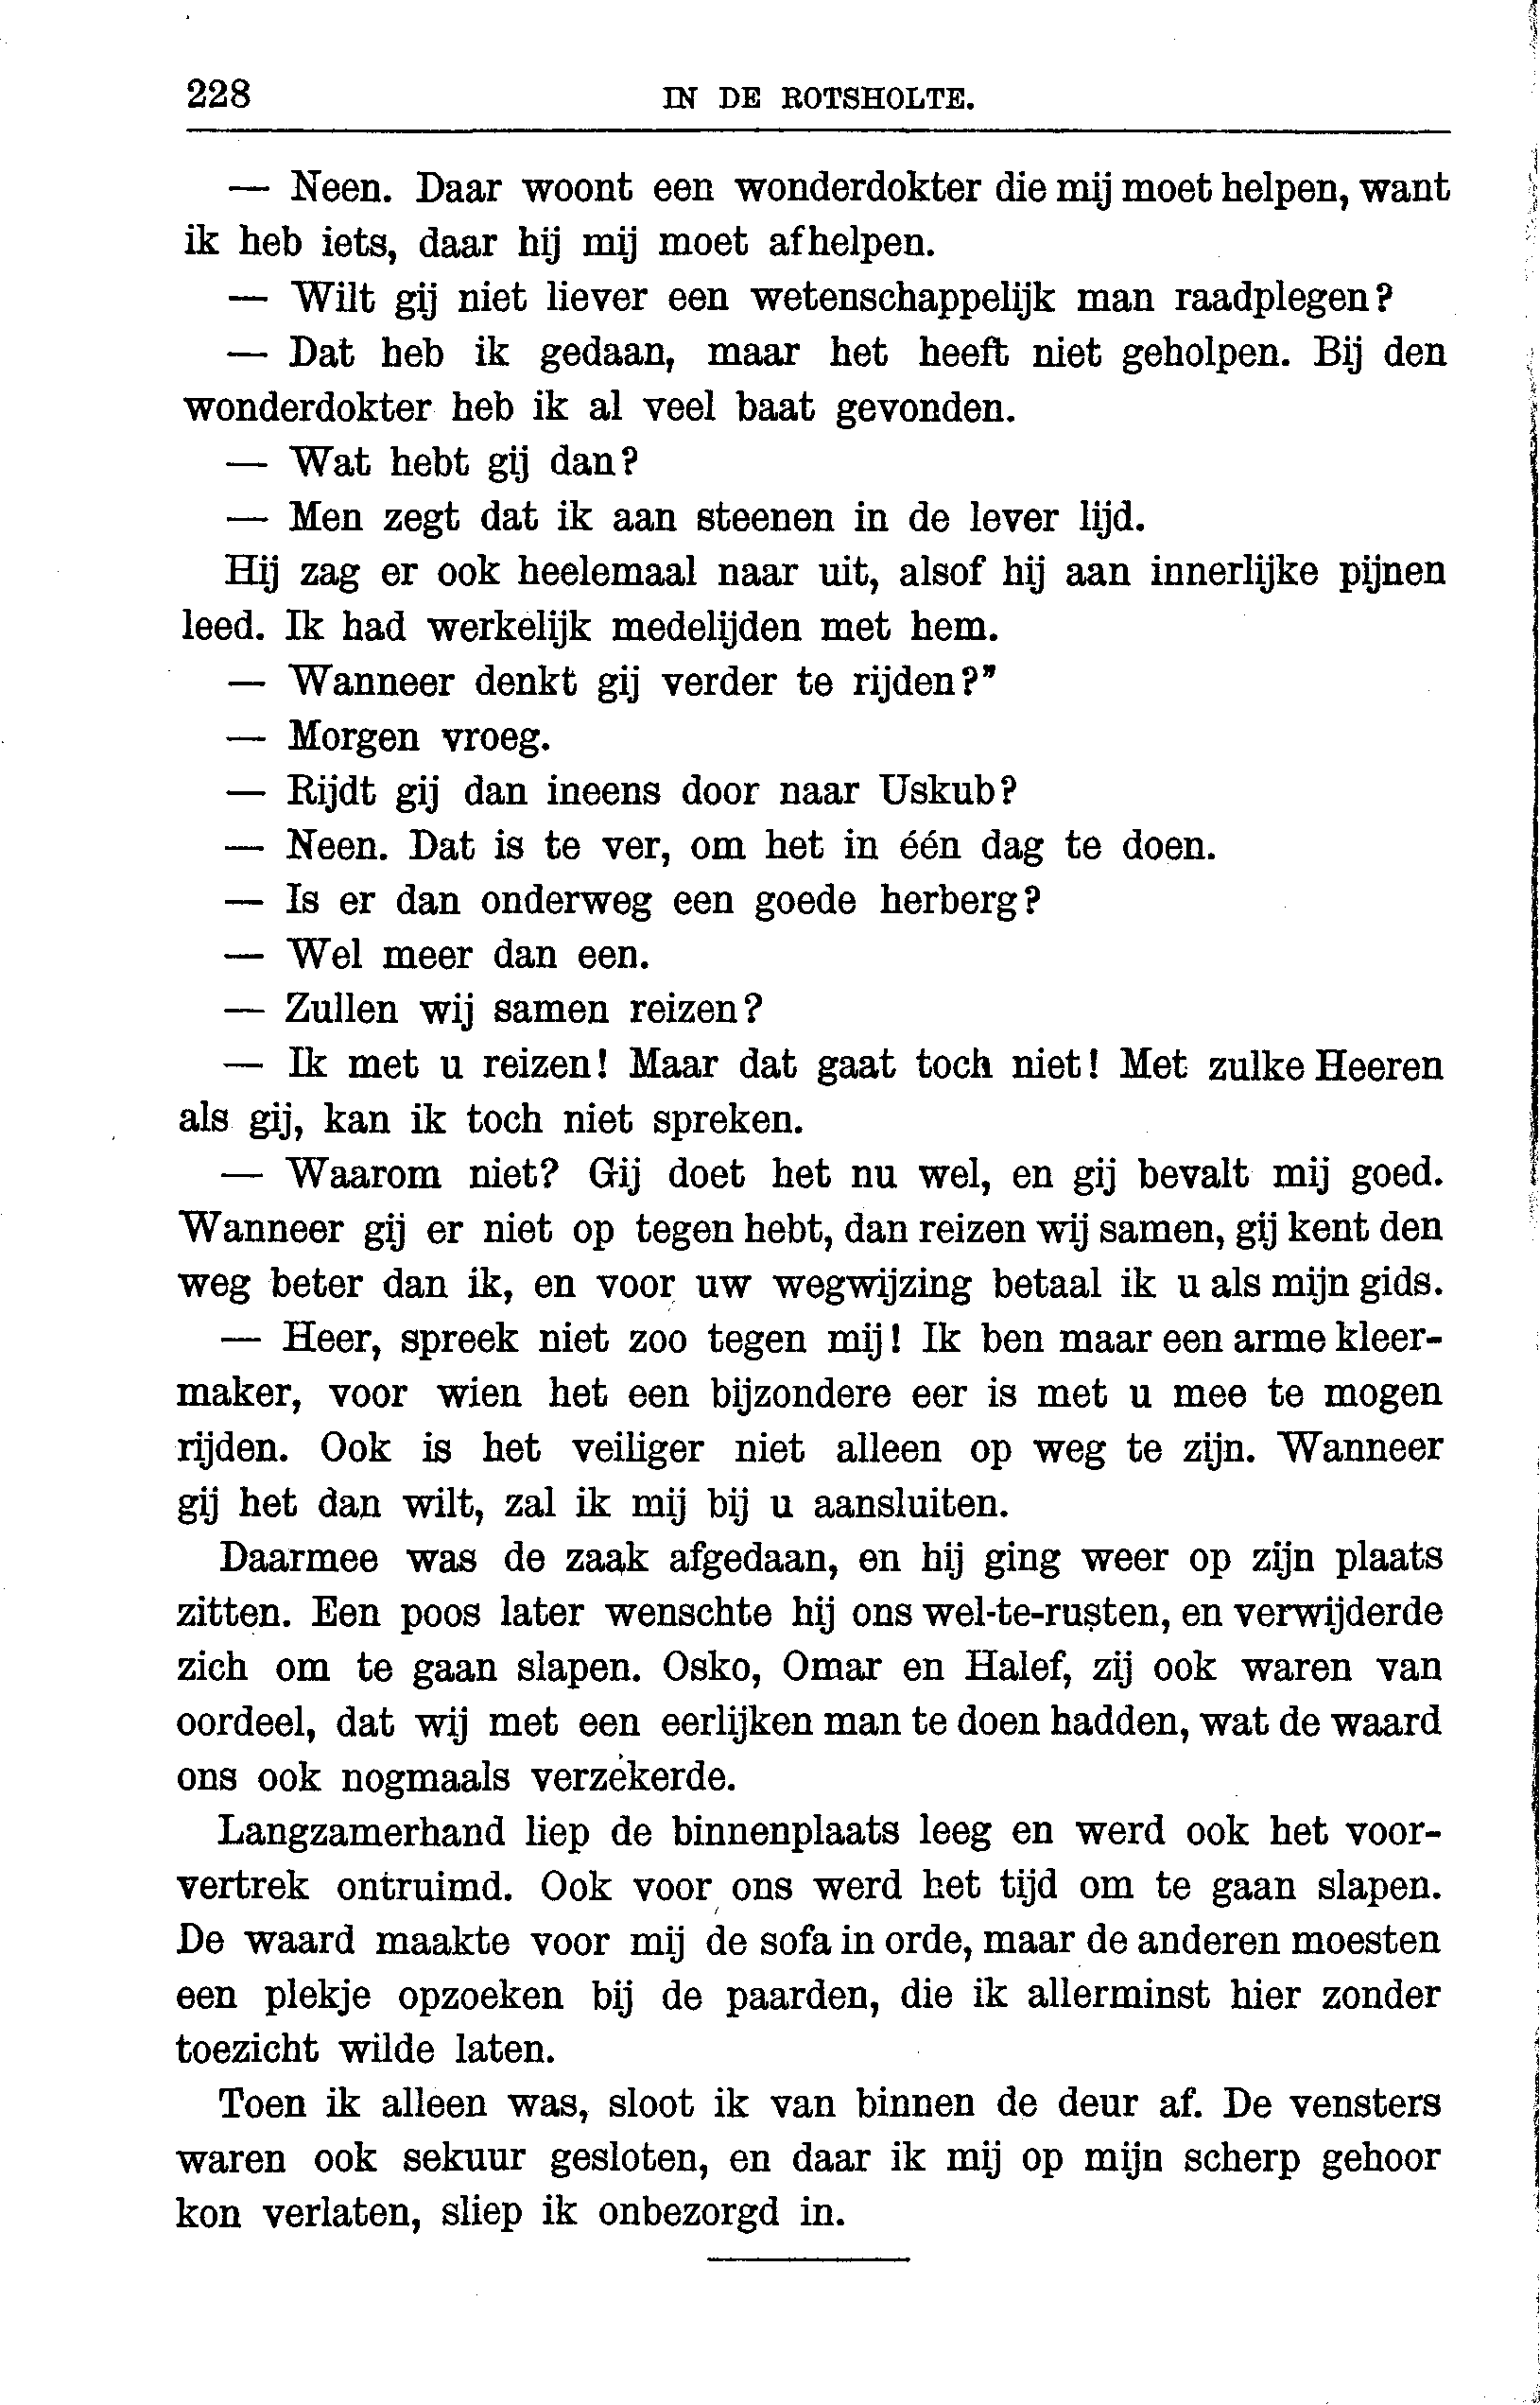 228 IN DE ROTSHOLTE.
— Neen. Daar woont een wonderdokter die mij moet helpen, want
ik heb iets, daar hij mij moet afhelpen.
— Wilt gij niet liever een wetenschappelijk man raadplegen?
— Dat heb ik gedaan, maar het heeft niet geholpen. Bij den
wonderdokter heb ik al veel baat gevonden.
— Wat hebt gij dan?
— Men zegt dat ik aan steenen in de lever lijd.
Hij zag er ook heelemaal naar uit, alsof hij aan innerlijke pijnen
leed. Ik had werkelijk medelijden met hem.
— Wanneer denkt gij verder te rijden?”
— Morgen vroeg.
— Rijdt gij dan ineens door naar Uskub?
— Neen. Dat is te ver, om het in één dag te doen.
— Is er dan onderweg een goede herberg?
— Wel meer dan een.
— Zullen wij samen reizen?
— Ik met u reizen! Maar dat gaat toch niet! Met zulke Heeren
als gij, kan ik toch niet spreken.
— Waarom niet? Gij doet het nu wel, en gij bevalt mij goed.
Wanneer gij er niet op tegen hebt, dan reizen wij samen, gij kent den
weg beter dan ik, en voor uw wegwijzing betaal ik u als mijn gids.
— Heer, spreek niet zoo tegen mij! Ik ben maar een arme kleer-
maker, voor wien het een bijzondere eer is met u mee te mogen
rijden. Ook is het veiliger niet alleen op weg te zijn. Wanneer
gij het dan wilt, zal ik mij bij u aansluiten.
Daarmee was de zaak afgedaan, en hij ging weer op zijn plaats
zitten. Een poos later wenschte hij ons wel-te-rusten, en verwijderde
zich om te gaan slapen. Osko, Omar en Halef, zij ook waren van
oordeel, dat wij met een eerlijken man te doen hadden, wat de waard
ons ook nogmaals verzekerde.
Langzamerhand liep de binnenplaats leeg en werd ook het voor-
vertrek ontruimd. Ook voor ons werd het tijd om te gaan slapen.
De waard maakte voor mij de sofa in orde, maar de anderen moesten
een plekje opzoeken bij de paarden, die ik allerminst hier zonder
toezicht wilde laten.
Toen ik alleen was, sloot ik van binnen de deur af. De vensters
waren ook sekuur gesloten, en daar ik mij op mijn scherp gehoor
kon verlaten, sliep ik onbezorgd in.